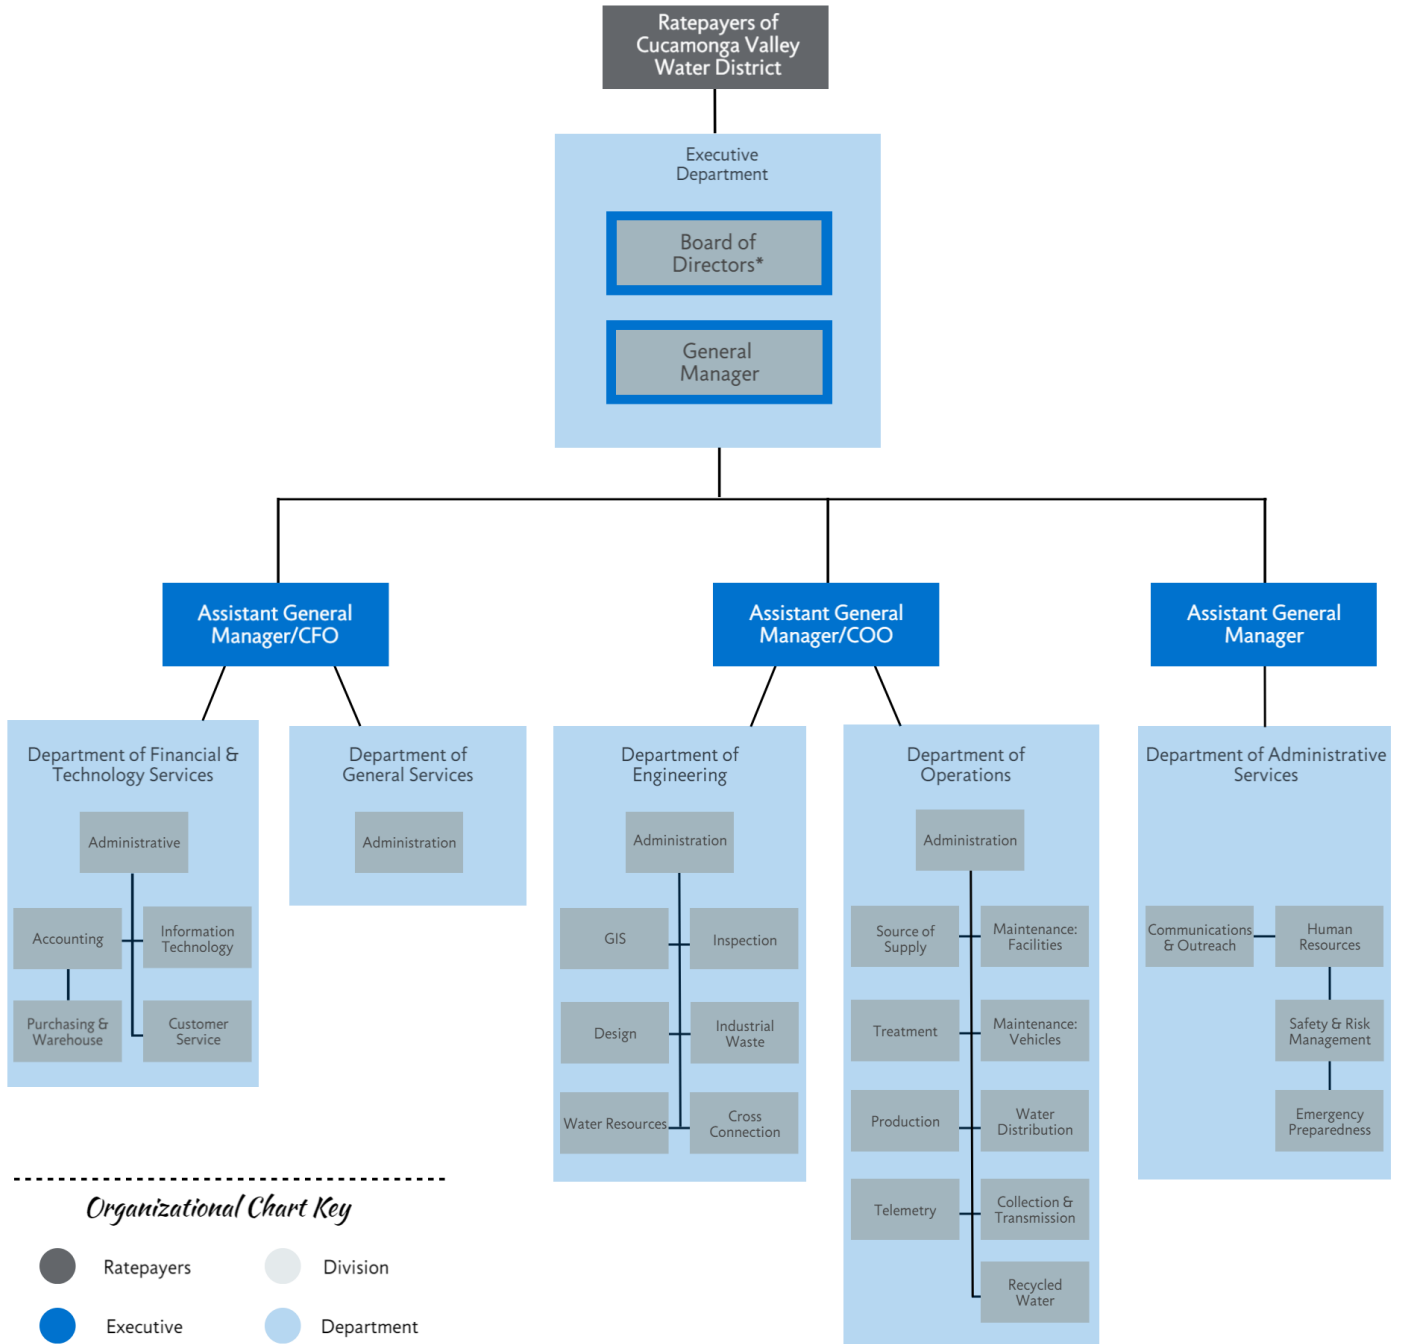 Ratepayers of
Cucamonga Valley
Water District
Executive
Department
Board of
Directors*
General
Manager
Assistant General
Manager/CFO
Assistant General
Manager/COO
Assistant General
Manager
Department of Financial &
Technology Services
Administrative
Accounting
Information
Technology
Purchasing &
Warehouse
Customer
Service
Department of
General Services
Administration
Department of
Engineering
Administration
GIS
Inspection
Design
Industrial
Waste
Water Resources
Cross
Connection
Department of
Operations
Administration
Source of
Supply
Maintenance:
Facilities
Treatment
Maintenance:
Vehicles
Production
Water
Distribution
Telemetry
Collection &
Transmission
Recycled
Water
Department of Administrative
Services
Communications
& Outreach
Human
Resources
Safety & Risk
Management
Emergency
Preparedness
Organizational Chart Key
Ratepayers
Division
Executive
Department